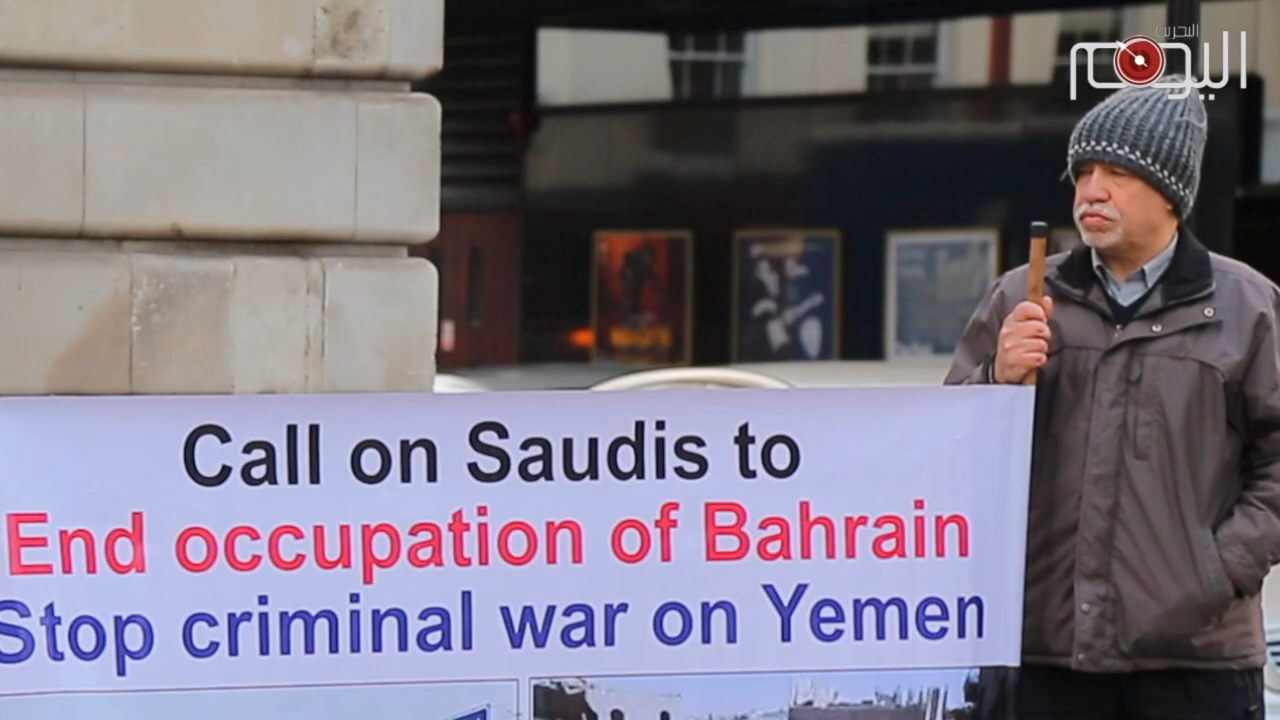 البحرين
اليوم
Call on Saudis to
End occupation of Bahrain
Stop criminal war on Yemen